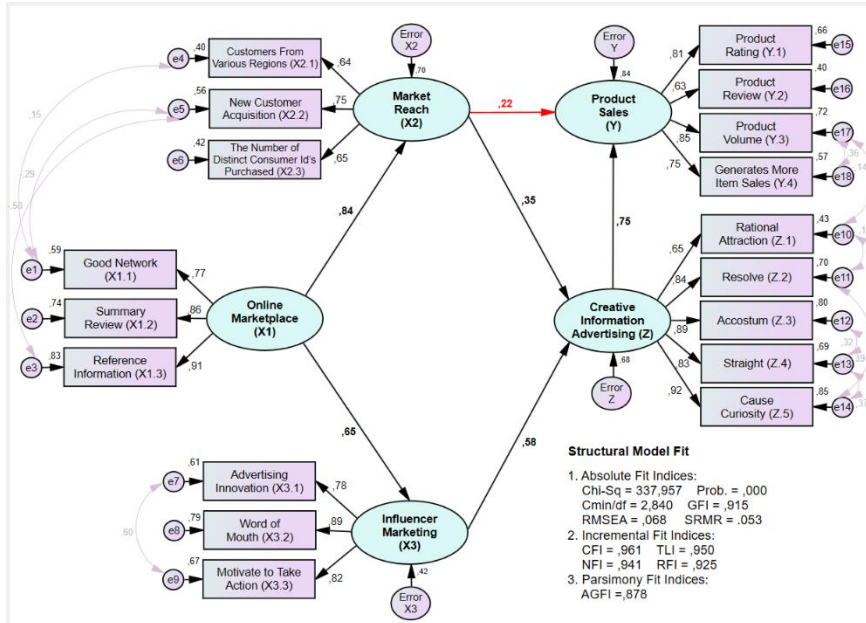 e4
,40
Customers From
Various Regions (X2.1)
,64
e5
,56
New Customer
Acquisition (X2.2)
,75
e6
,42
The Number of
Distinct Consumer Id's
Purchased (X2.3)
,65
Error
X2
,70
Market
Reach
(X2)
,22
Error
Y
,84
Product
Sales
(Y)
,81
Product
Rating (Y.1)
,66
e15
,63
Product
Review (Y.2)
,40
e16
,85
Product
Volume (Y.3)
,72
e17
,75
Generates More
Item Sales (Y.4)
,57
e18
,36
,14
,15
-,29
,84
,35
,75
e1
,59
Good Network
(X1.1)
,77
e2
,74
Summary
Review (X1.2)
,86
e3
,83
Reference
Information (X1.3)
,91
Online
Marketplace
(X1)
,65
,58
Creative
Information
Advertising (Z)
,68
Error
Z
,65
Rational
Attraction (Z.1)
,43
e10
,84
Resolve (Z.2)
,70
e11
,89
Accostum (Z.3)
,80
e12
,83
Straight (Z.4)
,69
e13
,92
Cause
Curiosity (Z.5)
,85
e14
,32
e7
,61
Advertising
Innovation (X3.1)
,78
e8
,79
Word of
Mouth (X3.2)
,89
e9
,67
Motivate to Take
Action (X3.3)
,82
,60
Influencer
Marketing
(X3)
,42
Error
X3
Structural Model Fit
1. Absolute Fit Indices:
Chi-Sq = 337,957 Prob. = ,000
Cmin/df = 2,840 GFI = ,915
RMSEA = ,068 SRMR = .053
2. Incremental Fit Indices:
CFI = ,961 TLI = ,950
NFI = ,941 RFI = ,925
3. Parsimony Fit Indices:
AGFI =,878